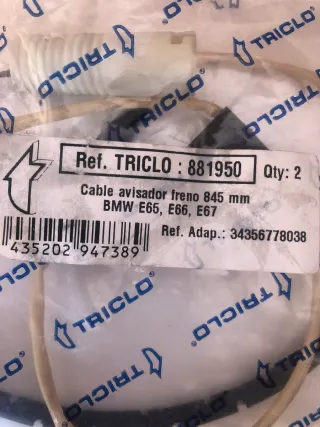 TRICLO
TRICLO
TRICLO
Ref. TRICLO : 881950
Qty: 2
Cable avisador freno 845 mm
BMW E65, E66, E67
Ref. Adap.: 34356778038
435202 947389
TRICLO
TRICLO
TRICLO